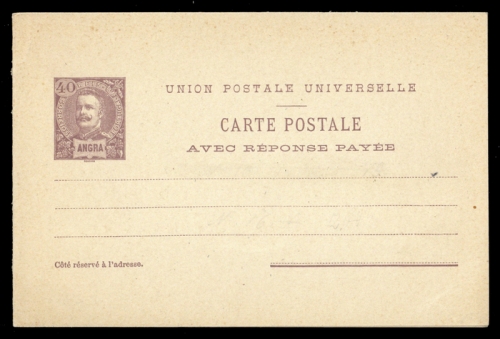 UNION POSTALE UNIVERSELLE
40
CARTE POSTALE
ANGRA
AVEC RÉPONSE PAYÉE
Côté réservé à l'adresse.